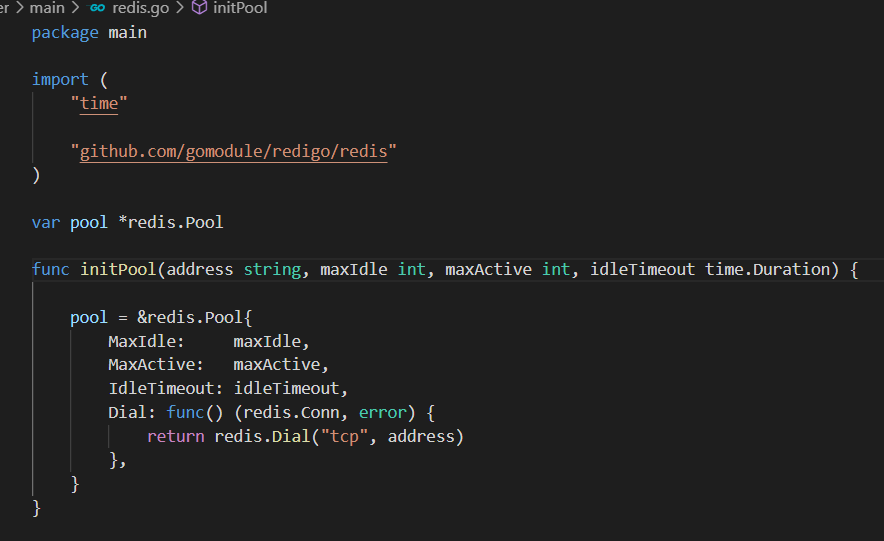 er > main > GO redis.go > initPool
package main
import (
    "time"
    "github.com/gomodule/redigo/redis"
)
var pool *redis.Pool
func initPool(address string, maxIdle int, maxActive int, idleTimeout time.Duration) {
    pool = &redis.Pool{
        MaxIdle:     maxIdle,
        MaxActive:   maxActive,
        IdleTimeout: idleTimeout,
        Dial: func() (redis.Conn, error) {
            return redis.Dial("tcp", address)
        },
    }
}